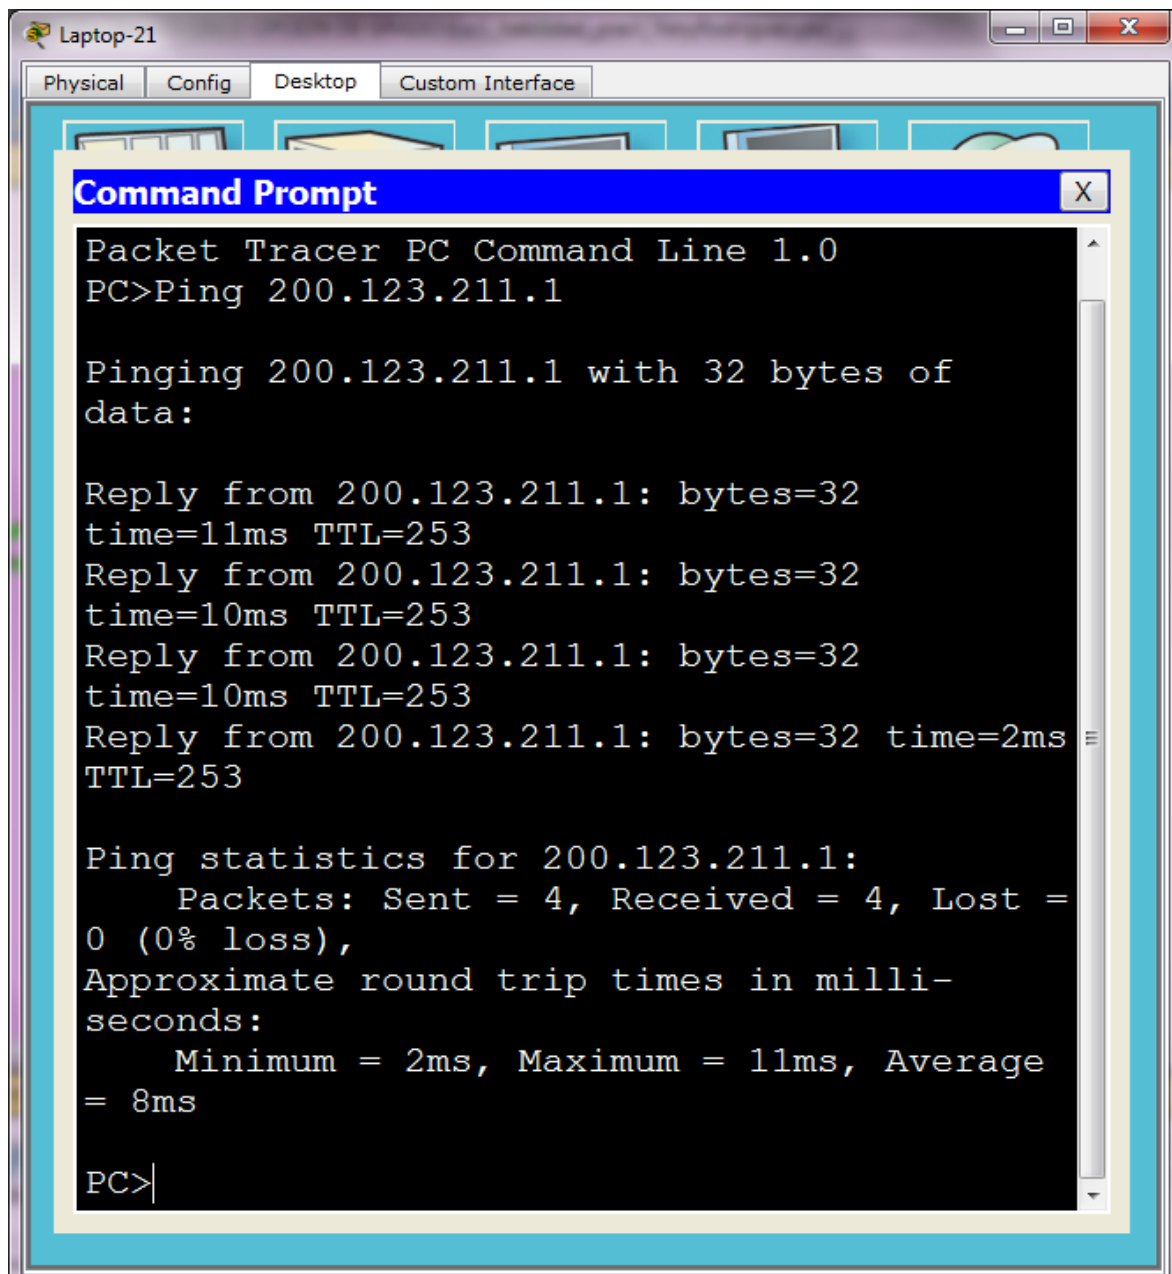 Laptop-21
Physical Config Desktop Custom Interface
Command Prompt X
Packet Tracer PC Command Line 1.0
PC>Ping 200.123.211.1
Pinging 200.123.211.1 with 32 bytes of
data:
Reply from 200.123.211.1: bytes=32
time=11ms TTL=253
Reply from 200.123.211.1: bytes=32
time=10ms TTL=253
Reply from 200.123.211.1: bytes=32
time=10ms TTL=253
Reply from 200.123.211.1: bytes=32 time=2ms
TTL=253
Ping statistics for 200.123.211.1:
    Packets: Sent = 4, Received = 4, Lost =
0 (0% loss),
Approximate round trip times in milli-
seconds:
    Minimum = 2ms, Maximum = 11ms, Average
= 8ms
PC>